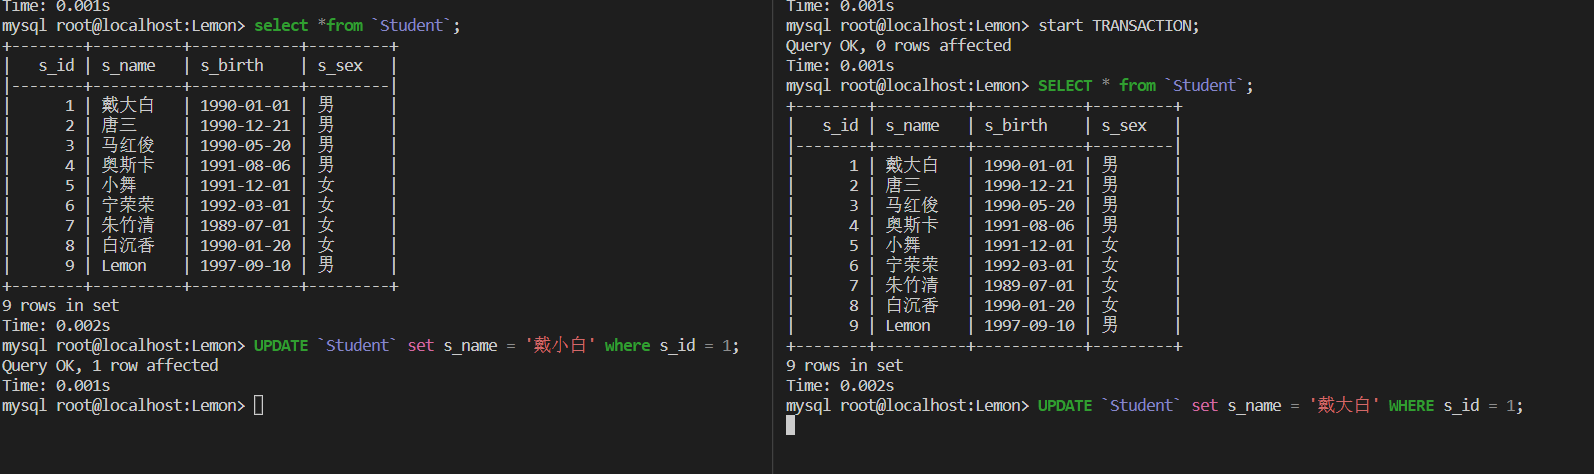 Time: 0.001s
mysql root@localhost:Lemon> select *from `Student`;
+--------+----------+------------+---------+
|   s_id | s_name   | s_birth    | s_sex   |
|--------+----------+------------+---------|
|      1 | 戴大白   | 1990-01-01 | 男      |
|      2 | 唐三     | 1990-12-21 | 男      |
|      3 | 马红俊   | 1990-05-20 | 男      |
|      4 | 奥斯卡   | 1991-08-06 | 男      |
|      5 | 小舞     | 1991-12-01 | 女      |
|      6 | 宁荣荣   | 1992-03-01 | 女      |
|      7 | 朱竹清   | 1989-07-01 | 女      |
|      8 | 白沉香   | 1990-01-20 | 女      |
|      9 | Lemon    | 1997-09-10 | 男      |
+--------+----------+------------+---------+
9 rows in set
Time: 0.002s
mysql root@localhost:Lemon> UPDATE `Student` set s_name = '戴小白' where s_id = 1;
Query OK, 1 row affected
Time: 0.001s
mysql root@localhost:Lemon>
Time: 0.001s
mysql root@localhost:Lemon> start TRANSACTION;
Query OK, 0 rows affected
Time: 0.001s
mysql root@localhost:Lemon> SELECT * from `Student`;
+--------+----------+------------+---------+
|   s_id | s_name   | s_birth    | s_sex   |
|--------+----------+------------+---------|
|      1 | 戴大白   | 1990-01-01 | 男      |
|      2 | 唐三     | 1990-12-21 | 男      |
|      3 | 马红俊   | 1990-05-20 | 男      |
|      4 | 奥斯卡   | 1991-08-06 | 男      |
|      5 | 小舞     | 1991-12-01 | 女      |
|      6 | 宁荣荣   | 1992-03-01 | 女      |
|      7 | 朱竹清   | 1989-07-01 | 女      |
|      8 | 白沉香   | 1990-01-20 | 女      |
|      9 | Lemon    | 1997-09-10 | 男      |
+--------+----------+------------+---------+
9 rows in set
Time: 0.002s
mysql root@localhost:Lemon> UPDATE `Student` set s_name = '戴大白' WHERE s_id = 1;